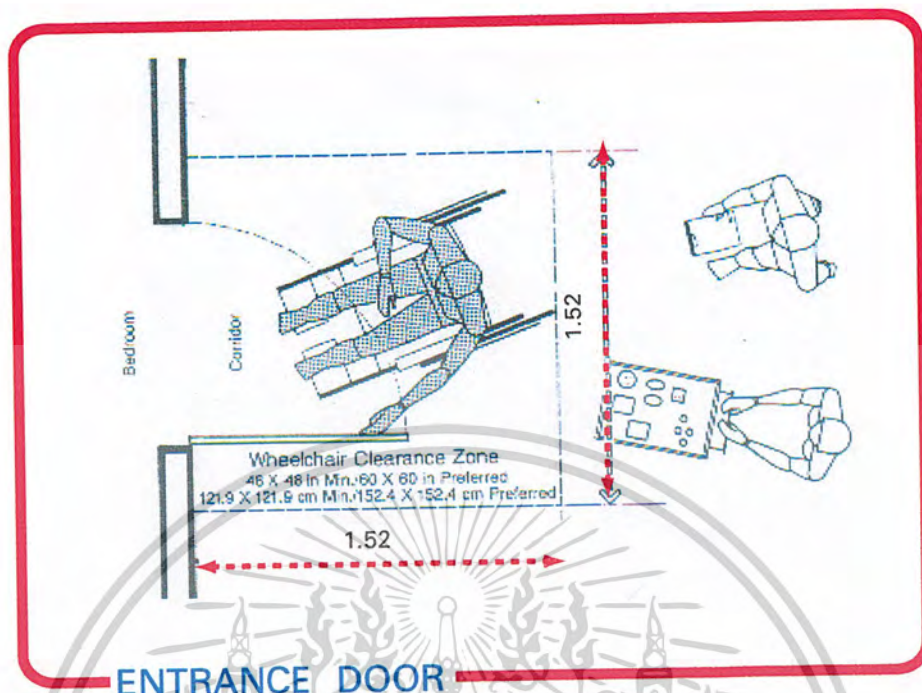 Bedroom
Corridor
1.52
Wheelchair Clearance Zone
48 X 48 in Min./60 X 60 in Preferred
121.9 X 121.9 cm Min./152.4 X 152.4 cm Preferred
1.52
ENTRANCE DOOR